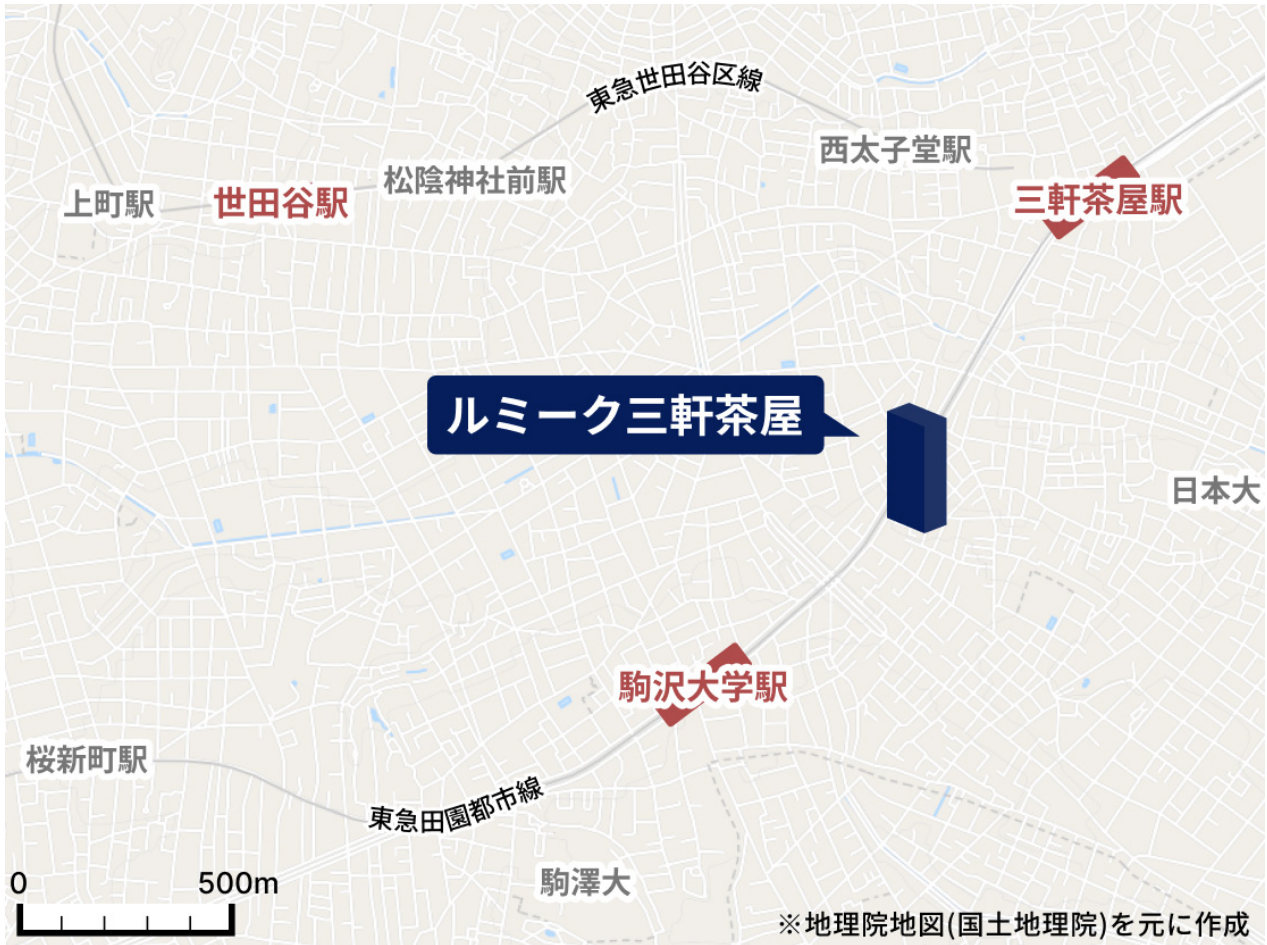 東急世田谷区線
西太子堂駅
三軒茶屋駅
松陰神社前駅
世田谷駅
上町駅
ルミーク三軒茶屋
日本大
駒沢大学駅
桜新町駅
東急田園都市線
駒澤大
0 500m
※地理院地図(国土地理院)を元に作成